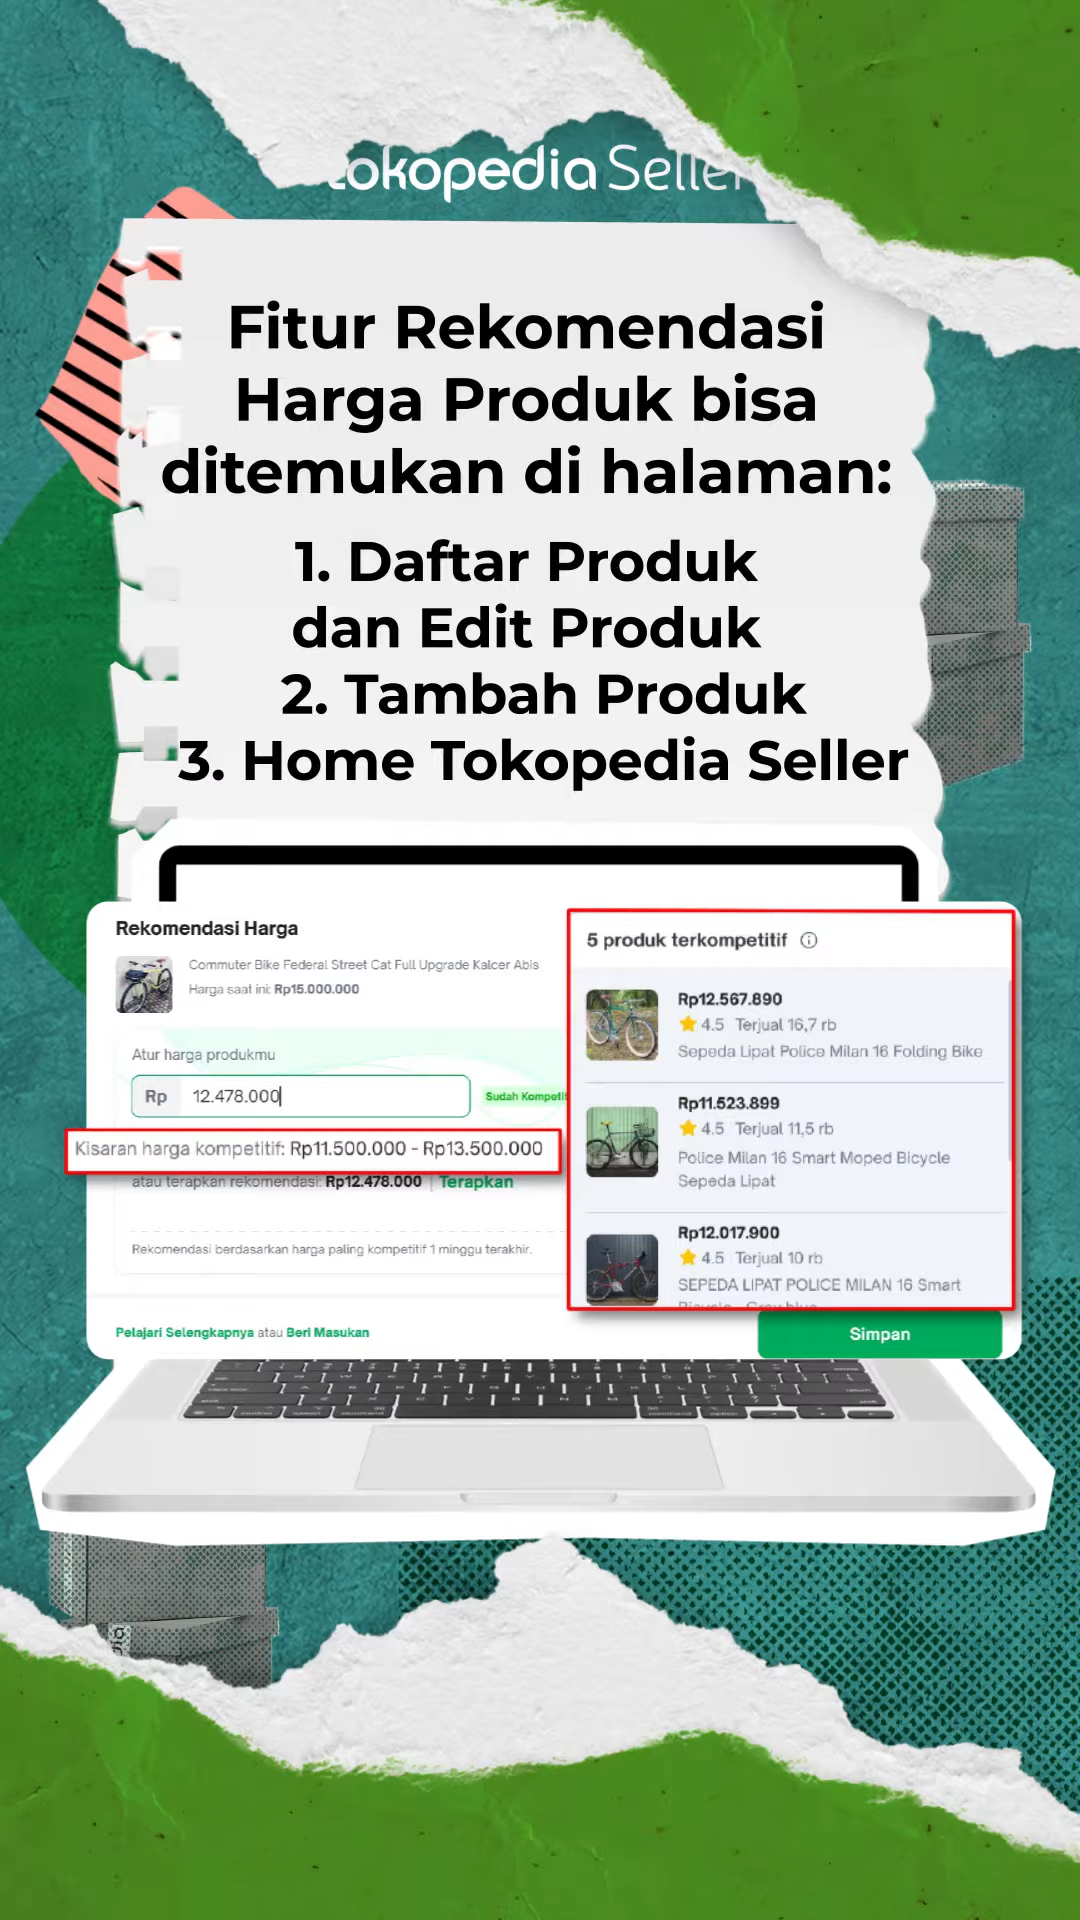 tokopedia Seller
Fitur Rekomendasi
Harga Produk bisa
ditemukan di halaman:
1. Daftar Produk
dan Edit Produk
2. Tambah Produk
3. Home Tokopedia Seller
Rekomendasi Harga
Commuter Bike Federal Street Cat Full Upgrade Kalcer Abis
Harga saat ini: Rp15.000.000
Atur harga produkmu
Rp 12.478.000
Sudah Kompetit
Kisaran harga kompetitif: Rp11.500.000 - Rp13.500.000
atau terapkan rekomendasi: Rp12.478.000 | Terapkan
Rekomendasi berdasarkan harga paling kompetitif 1 minggu terakhir.
Pelajari Selengkapnya atau Beri Masukan
5 produk terkompetitif
Rp12.567.890
4.5 Terjual 16,7 rb
Sepeda Lipat Police Milan 16 Folding Bike
Rp11.523.899
4.5 Terjual 11,5 rb
Police Milan 16 Smart Moped Bicycle
Sepeda Lipat
Rp12.017.900
4.5 Terjual 10 rb
SEPEDA LIPAT POLICE MILAN 16 Smart
Simpan